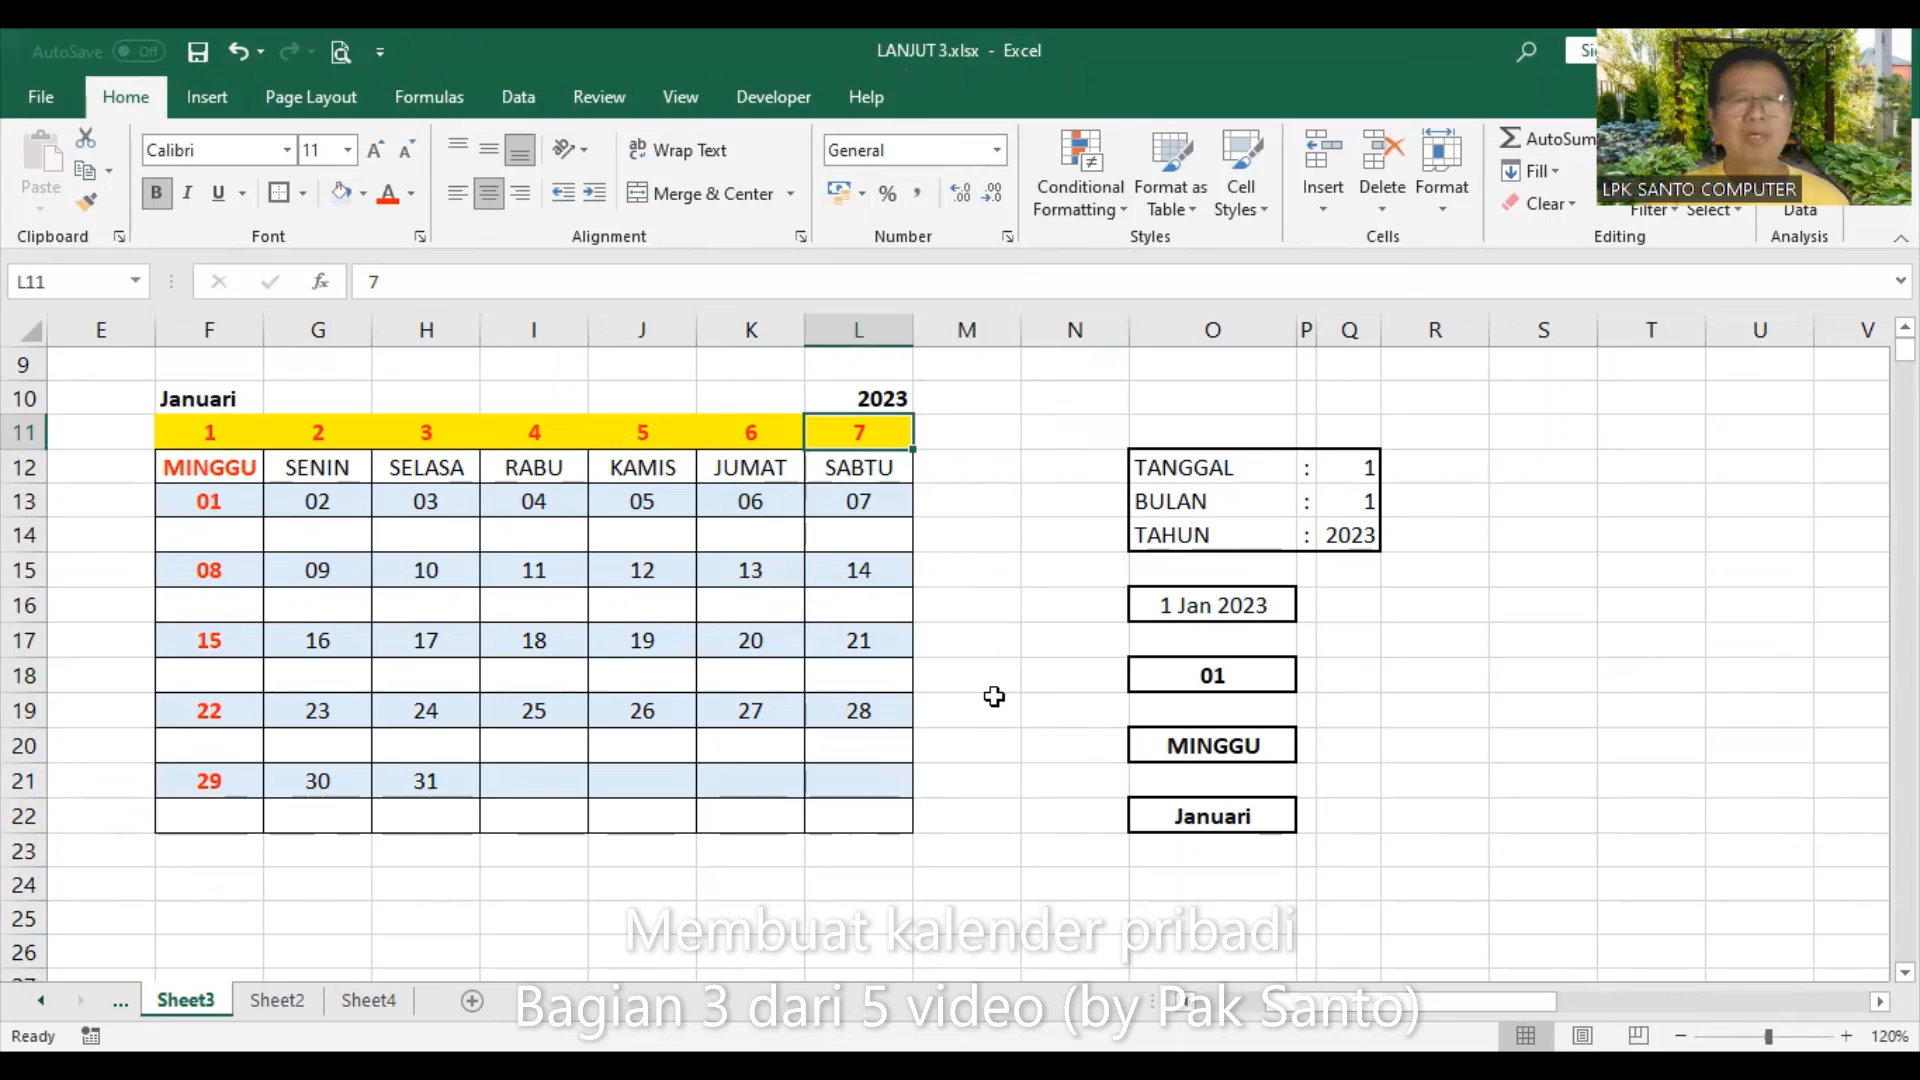 AutoSave Off
LANJUT 3.xlsx - Excel
File Home Insert Page Layout Formulas Data Review View Developer Help
LPK SANTO COMPUTER
Paste
Calibri 11
B I U
Wrap Text
Merge & Center
General
% ,
Conditional Formatting
Format as Table
Cell Styles
Insert Delete Format
AutoSum
Fill
Clear
Filter Select
Data
Clipboard Font Alignment Number Styles Cells Editing Analysis
L11 fx 7
E F G H I J K L M N O P Q R S T U V
9
10 Januari 2023
11 1 2 3 4 5 6 7
12 MINGGU SENIN SELASA RABU KAMIS JUMAT SABTU TANGGAL : 1
13 01 02 03 04 05 06 07 BULAN : 1
14 TAHUN : 2023
15 08 09 10 11 12 13 14
16 1 Jan 2023
17 15 16 17 18 19 20 21
18 01
19 22 23 24 25 26 27 28
20 MINGGU
21 29 30 31
22 Januari
23
24
25
26
Membuat kalender pribadi
Bagian 3 dari 5 video (by Pak Santo)
... Sheet3 Sheet2 Sheet4
Ready 120%